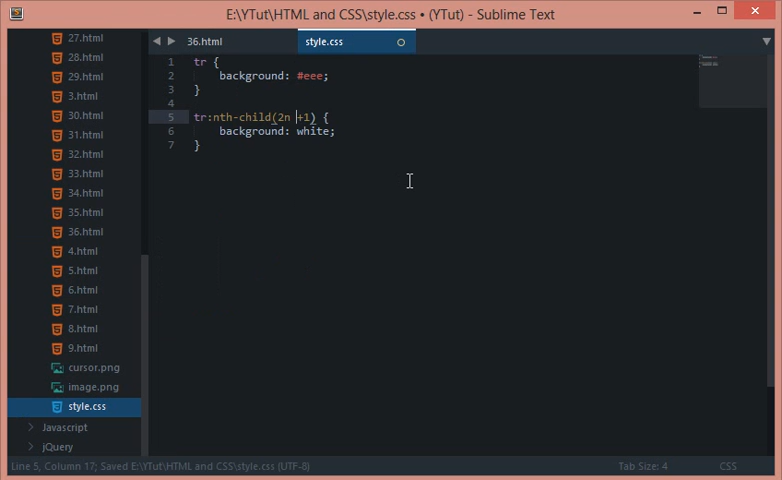 E:\YTut\HTML and CSS\style.css • (YTut) - Sublime Text
27.html
28.html
29.html
3.html
30.html
31.html
32.html
33.html
34.html
35.html
36.html
4.html
5.html
6.html
7.html
8.html
9.html
cursor.png
image.png
style.css
Javascript
jQuery
36.html
style.css
1 tr {
2 background: #eee;
3 }
4
5 tr:nth-child(2n +1) {
6 background: white;
7 }
Line 5, Column 17; Saved E:\YTut\HTML and CSS\style.css (UTF-8)
Tab Size: 4
CSS